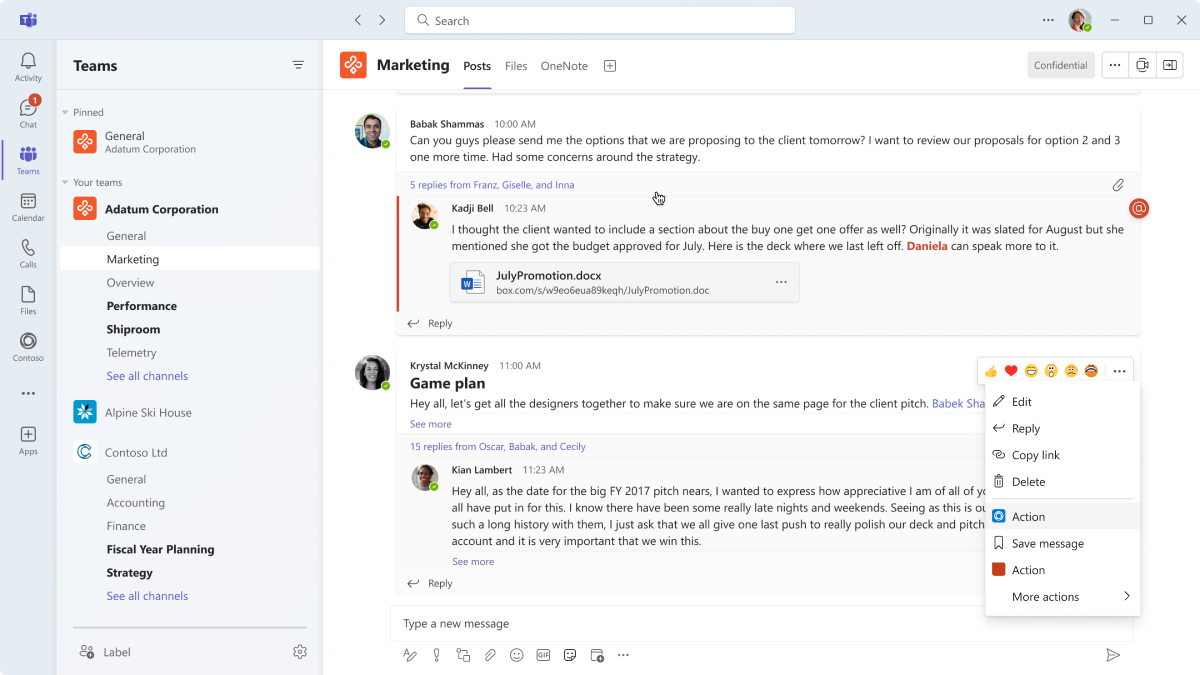 Search
Activity
1
Chat
Teams
Calendar
Calls
Files
Contoso
Apps
Teams
Pinned
General
Adatum Corporation
Your teams
Adatum Corporation
General
Marketing
Overview
Performance
Shiproom
Telemetry
See all channels
Alpine Ski House
Contoso Ltd
General
Accounting
Finance
Fiscal Year Planning
Strategy
See all channels
Label
Marketing Posts Files OneNote
Confidential
Babak Shammas 10:00 AM
Can you guys please send me the options that we are proposing to the client tomorrow? I want to review our proposals for option 2 and 3
one more time. Had some concerns around the strategy.
5 replies from Franz, Giselle, and Inna
Kadji Bell 10:23 AM
@
I thought the client wanted to include a section about the buy one get one offer as well? Originally it was slated for August but she
mentioned she got the budget approved for July. Here is the deck where we last left off. Daniela can speak more to it.
W
JulyPromotion.docx
box.com/s/w9eo6eua89keqh/JulyPromotion.doc
Reply
Krystal McKinney 11:00 AM
Game plan
Hey all, let's get all the designers together to make sure we are on the same page for the client pitch. Babek Sha
See more
15 replies from Oscar, Babak, and Cecily
Kian Lambert 11:23 AM
Hey all, as the date for the big FY 2017 pitch nears, I wanted to express how appreciative I am of all of yo
all have put in for this. I know there have been some really late nights and weekends. Seeing as this is ou
such a long history with them, I just ask that we all give one last push to really polish our deck and pitch
account and it is very important that we win this.
See more
Reply
Edit
Reply
Copy link
Delete
Action
Save message
Action
More actions
Type a new message
GIF